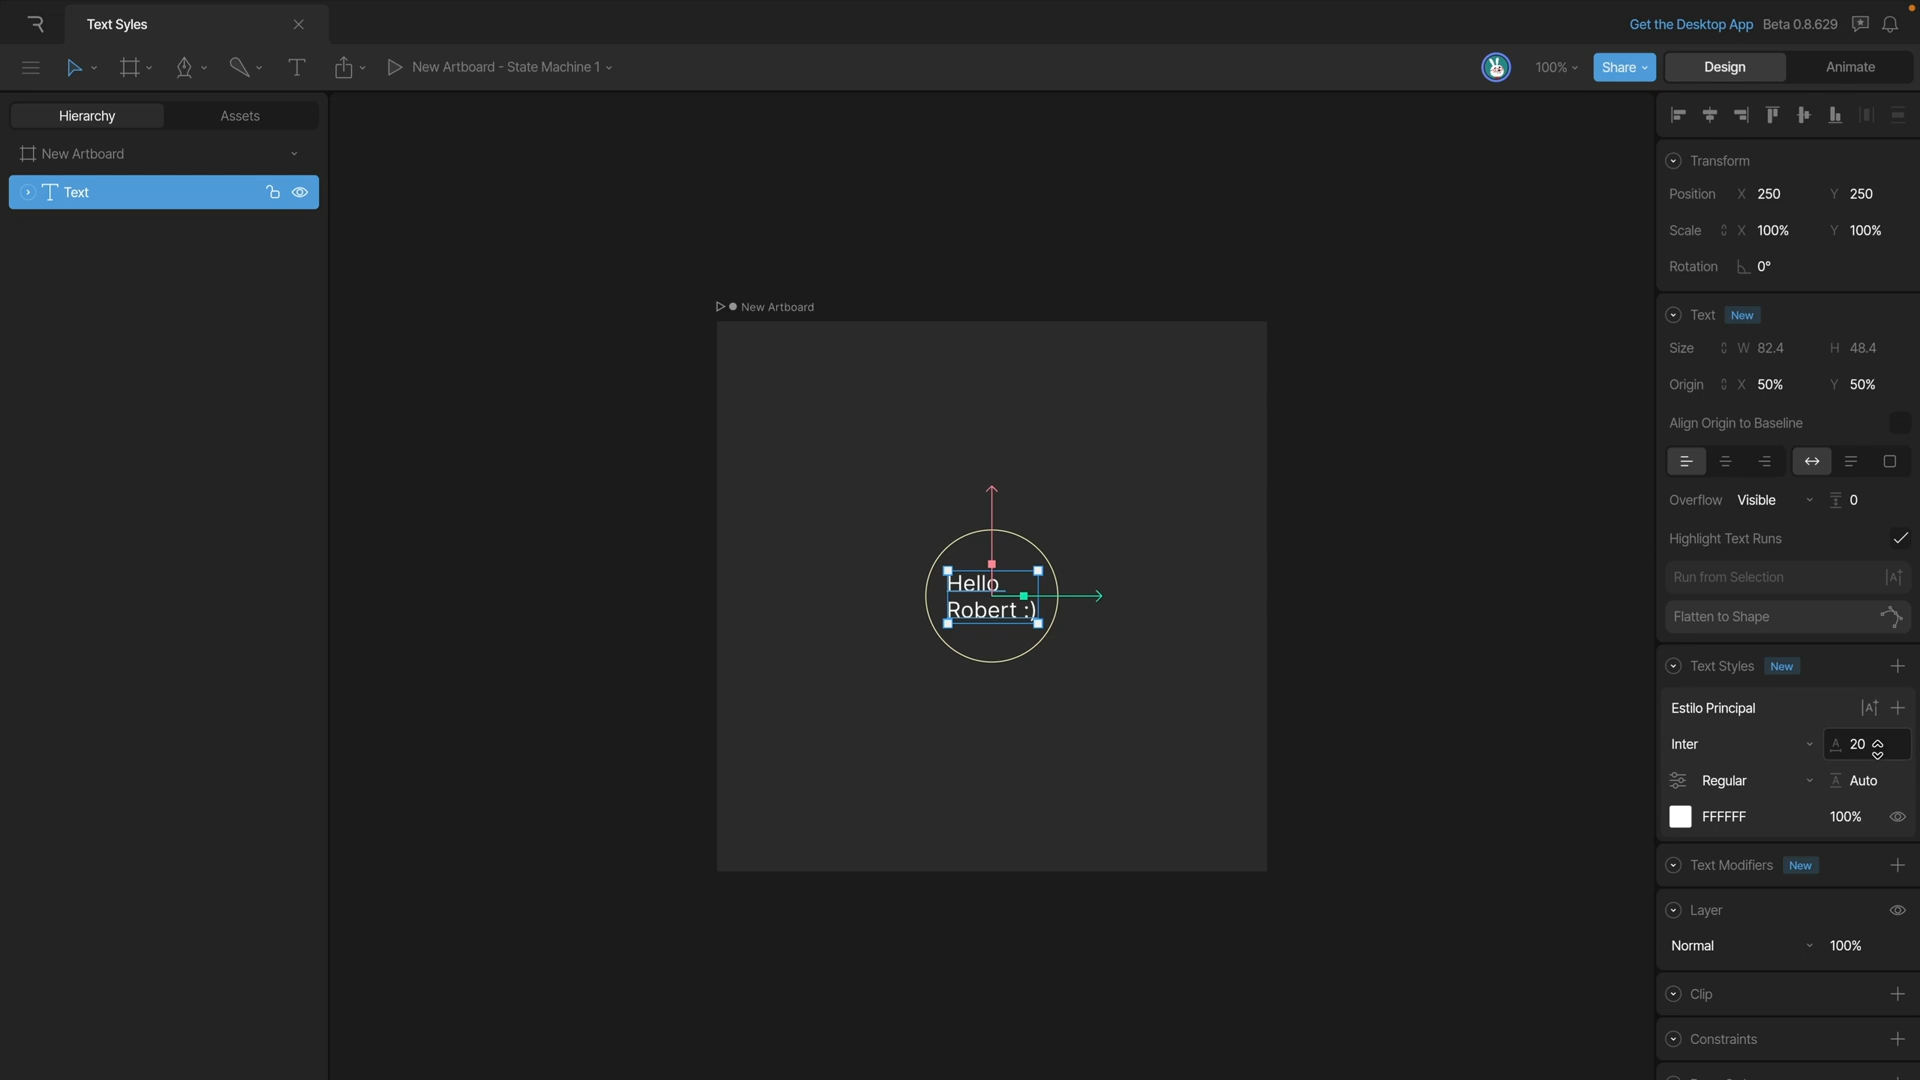 Text Syles
Get the Desktop App Beta 0.8.629
New Artboard - State Machine 1
100%
Share
Design
Animate
Hierarchy
Assets
New Artboard
Text
New Artboard
Hello
Robert :)
Transform
Position X 250 Y 250
Scale X 100% Y 100%
Rotation 0°
Text New
Size W 82.4 H 48.4
Origin X 50% Y 50%
Align Origin to Baseline
Overflow Visible 0
Highlight Text Runs
Run from Selection
Flatten to Shape
Text Styles New
Estilo Principal
Inter 20
Regular Auto
FFFFFF 100%
Text Modifiers New
Layer
Normal 100%
Clip
Constraints